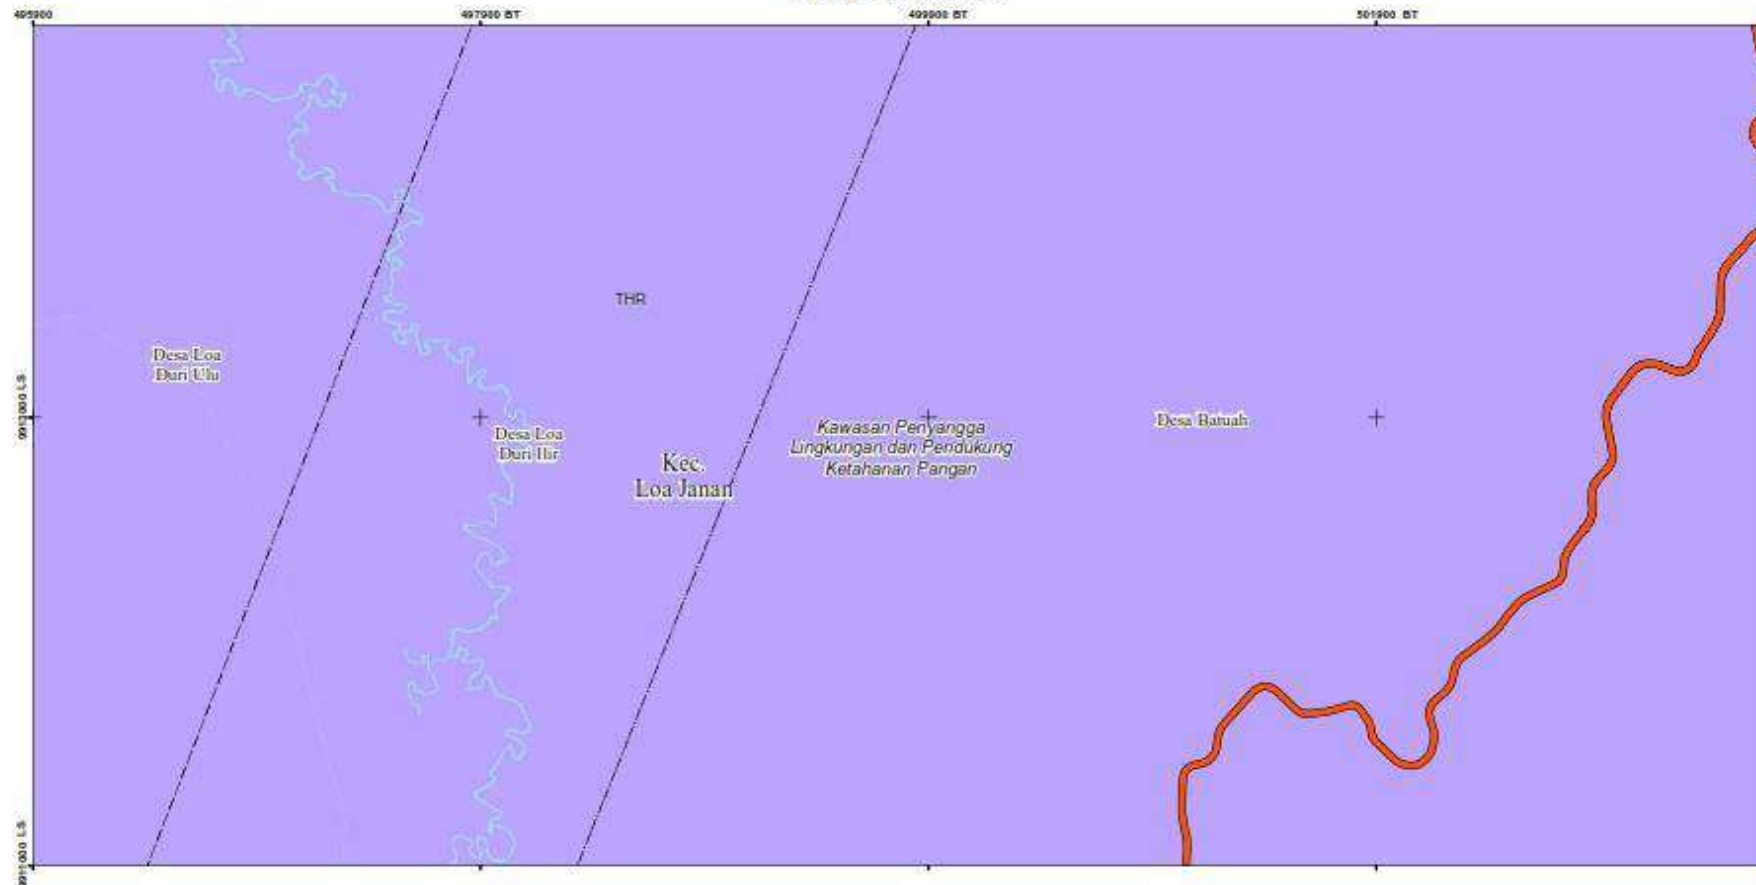 495900
497900 BT
499900 BT
501900 BT
THR
Desa Loa
Duri Ulu
Desa Loa
Duri Ilir
Kec.
Loa Janan
Kawasan Penyangga
Lingkungan dan Pendukung
Ketahanan Pangan
Desa Batuah